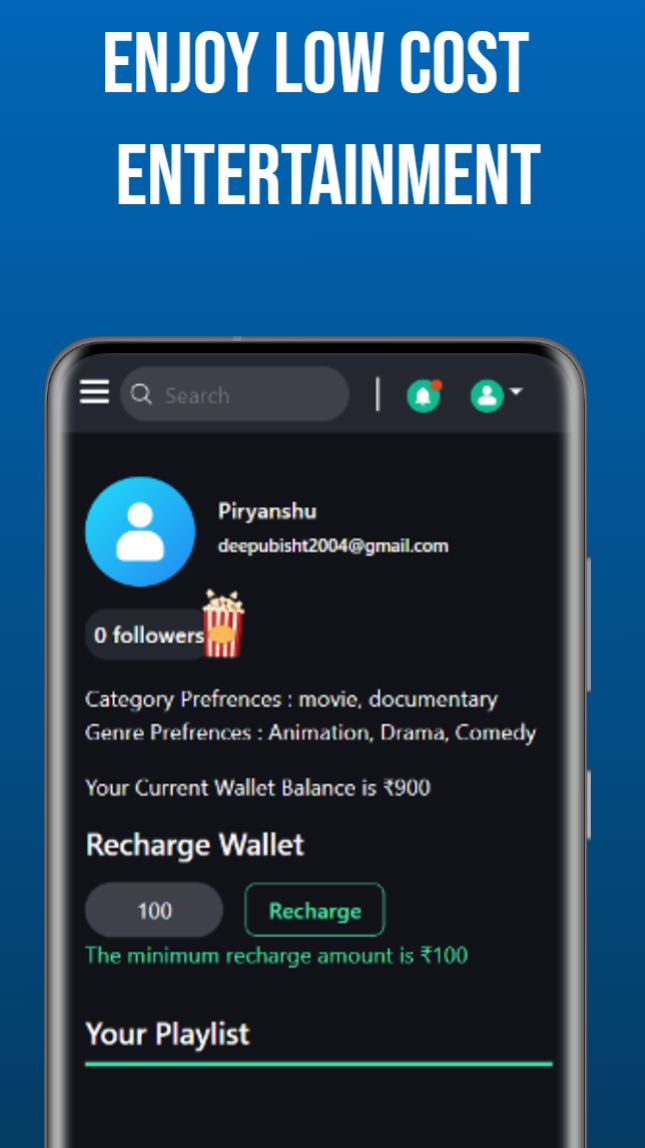 ENJOY LOW COST
ENTERTAINMENT
Search
Piryanshu
deepubisht2004@gmail.com
0 followers
Category Prefrences : movie, documentary
Genre Prefrences : Animation, Drama, Comedy
Your Current Wallet Balance is ₹900
Recharge Wallet
100 Recharge
The minimum recharge amount is ₹100
Your Playlist